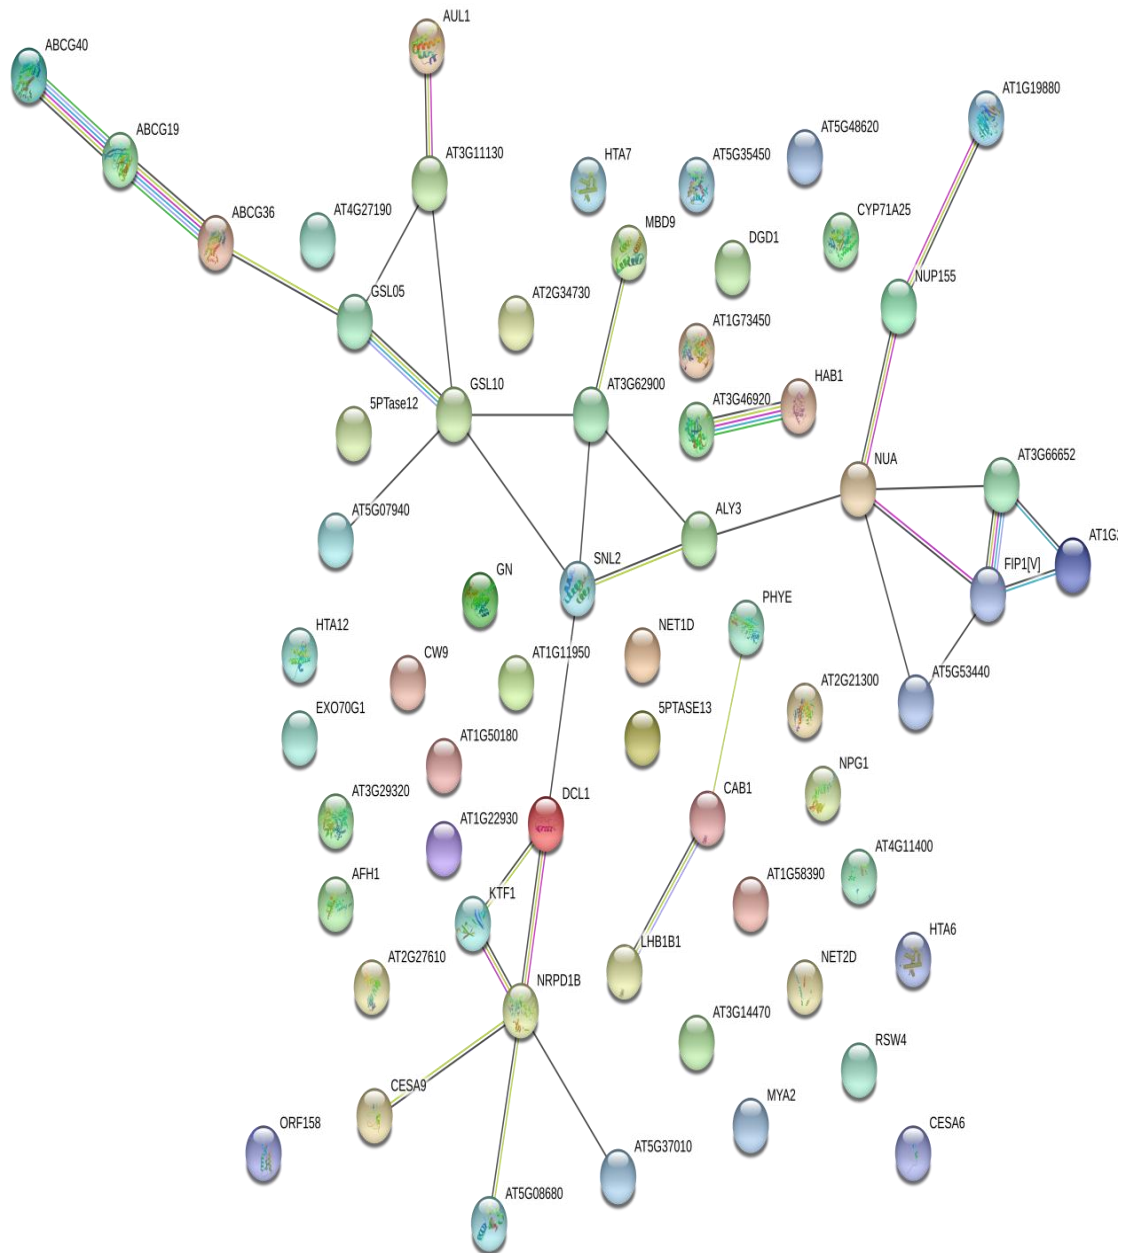 AUL1
ABCG40
AT1G19880
ABCG19
AT5G48620
AT3G11130
HTA7
AT5G35450
ABCG36
AT4G27190
CYP71A25
MBD9
DGD1
NUP155
GSL05
AT2G34730
AT1G73450
HAB1
GSL10
AT3G62900
AT3G46920
5PTase12
NUA
AT3G66652
AT5G07940
ALY3
AT1G:
SNL2
FIP1[V]
GN
PHYE
HTA12
NET1D
CW9
AT1G11950
AT5G53440
AT2G21300
EXO70G1
5PTASE13
AT1G50180
NPG1
CAB1
DCL1
AT3G29320
AT1G22930
AT4G11400
AFH1
AT1G58390
KTF1
LHB1B1
HTA6
AT2G27610
NET2D
NRPD1B
AT3G14470
RSW4
CESA9
MYA2
ORF158
CESA6
AT5G37010
AT5G08680